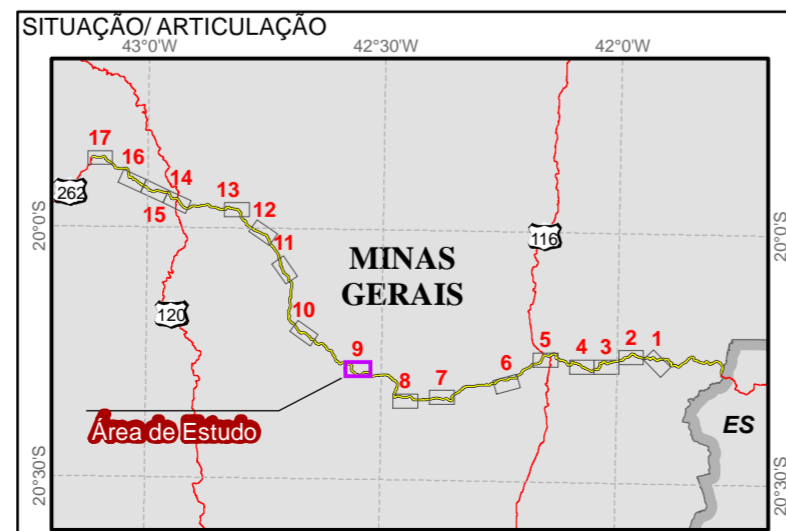 SITUAÇÃO/ ARTICULAÇÃO
43°0'W
42°30'W
42°0'W
17
16
14
13
262
15
12
11
20°0'S
20°0'S
116
MINAS
GERAIS
120
10
9
8
7
6
5
4
3
2
1
Área de Estudo
ES
20°30'S
20°30'S